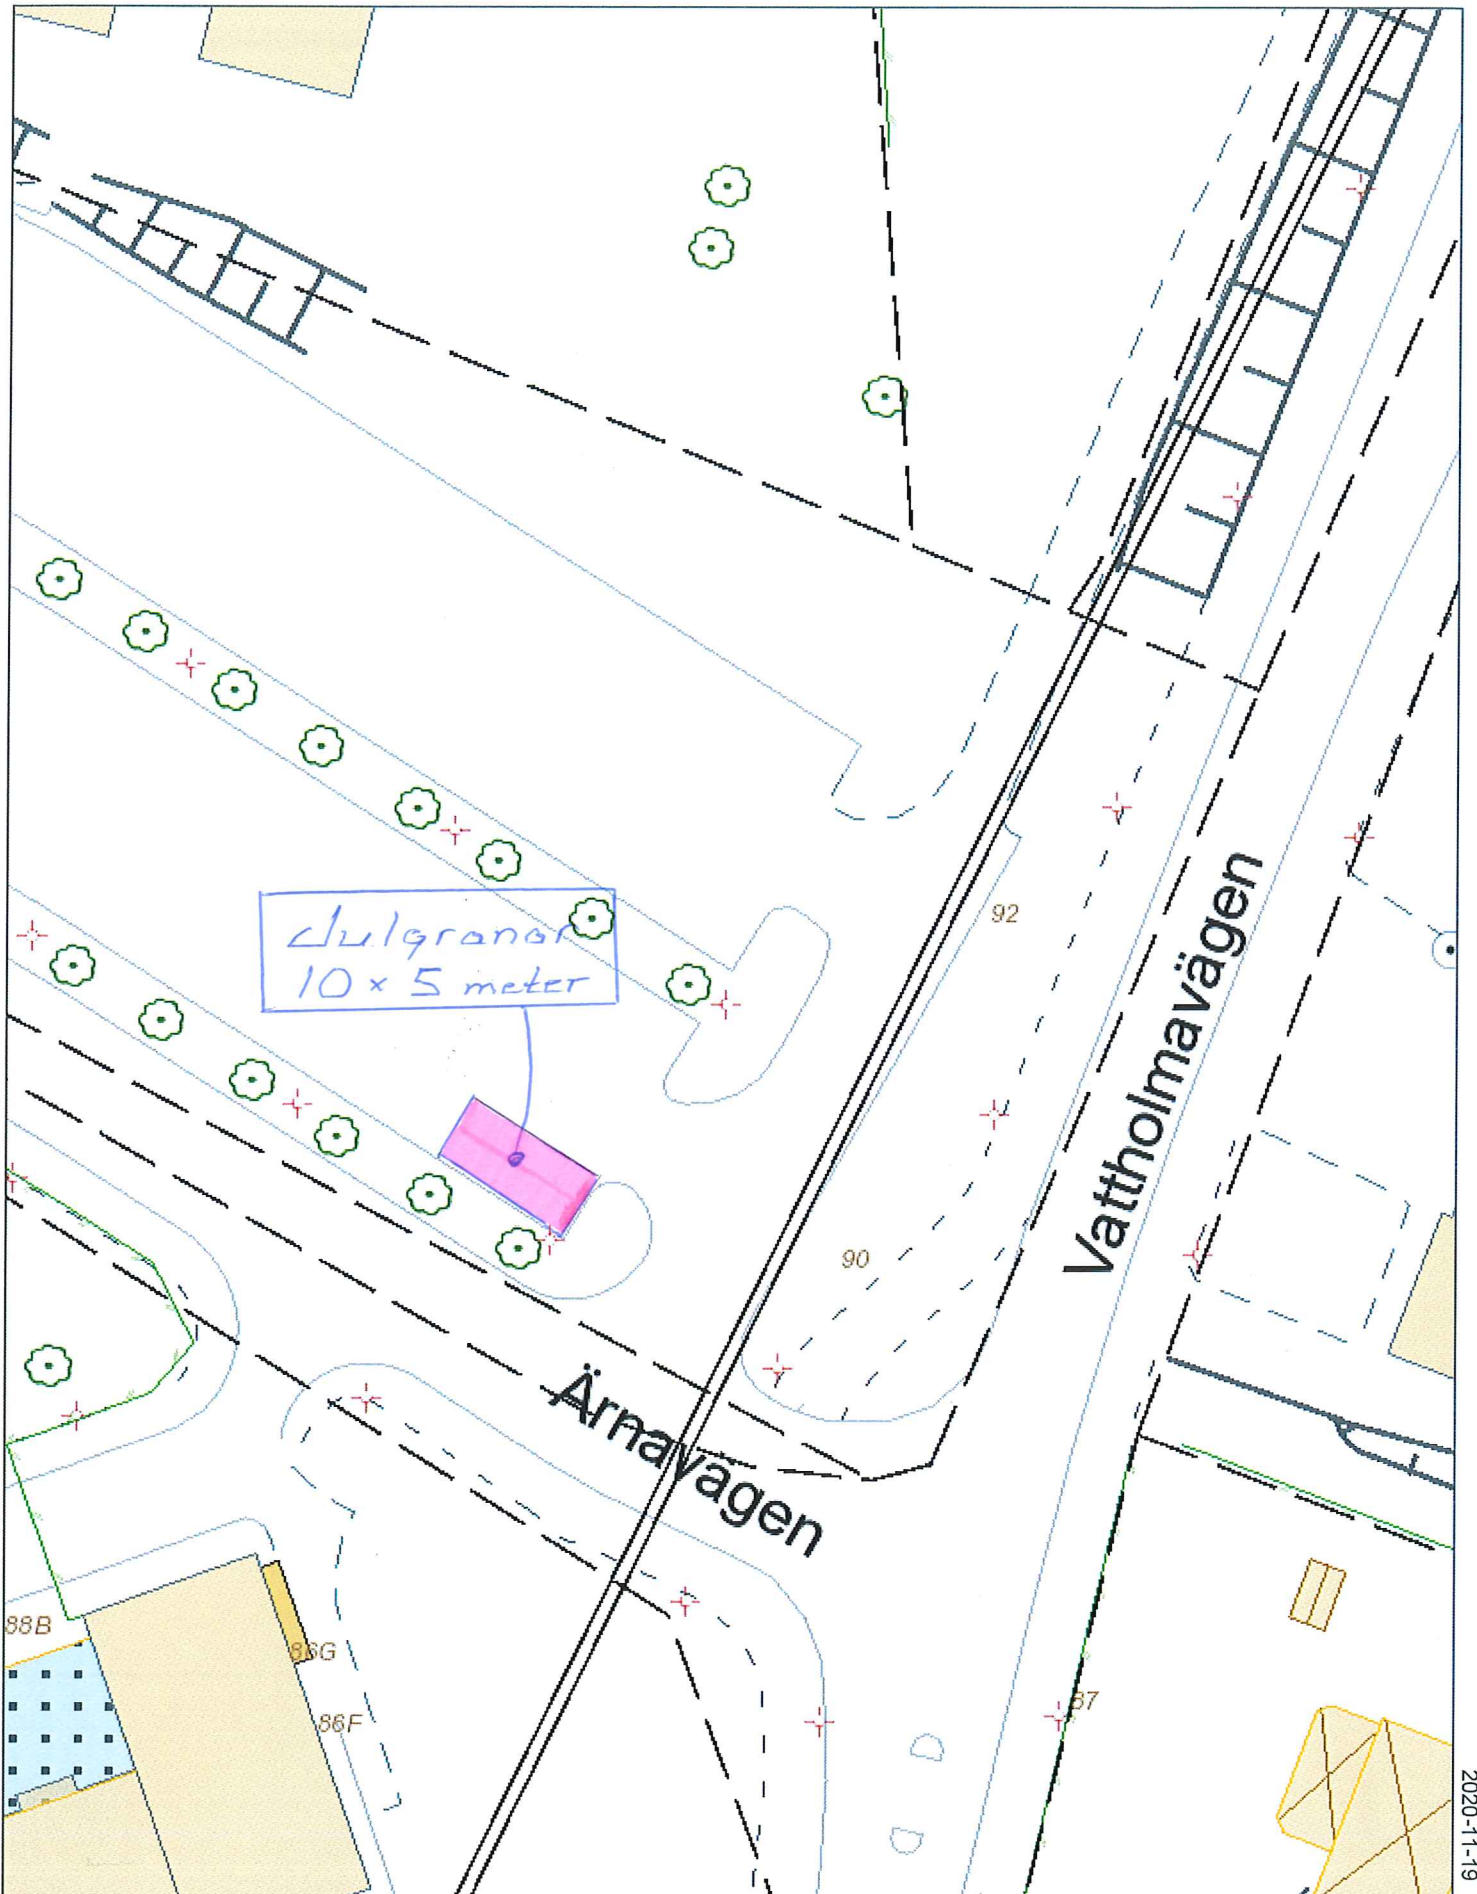 92
Julgranar
10 × 5 meter
Vattholmavägen
90
Ärnavägen
88B
86G
86F
87
2020-11-19